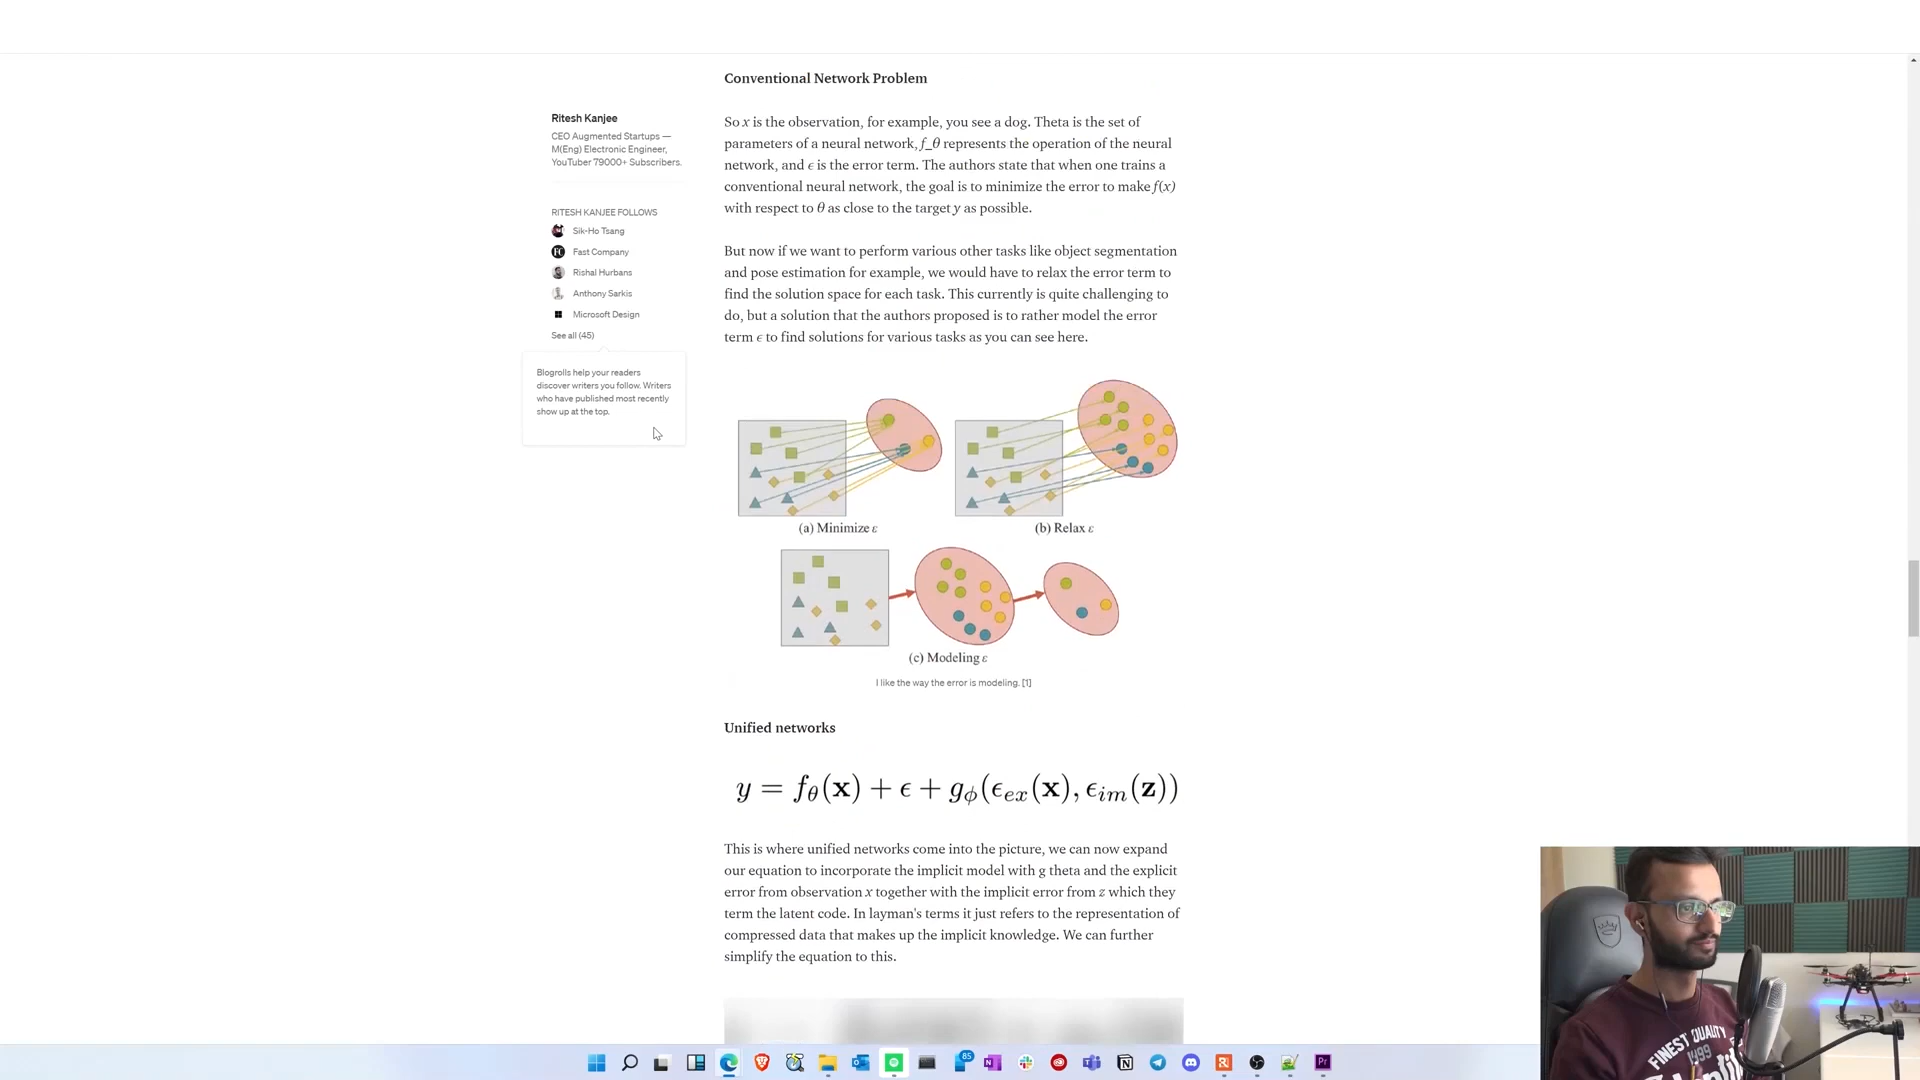 Conventional Network Problem
Ritesh Kanjee
CEO Augmented Startups —
M(Eng) Electronic Engineer,
YouTuber 79000+ Subscribers.
RITESH KANJEE FOLLOWS
Sik-Ho Tsang
Fast Company
Rishal Hurbans
Anthony Sarkis
Microsoft Design
See all (45)
Blogrolls help your readers
discover writers you follow. Writers
who have published most recently
show up at the top.
So x is the observation, for example, you see a dog. Theta is the set of
parameters of a neural network, f_θ represents the operation of the neural
network, and ϵ is the error term. The authors state that when one trains a
conventional neural network, the goal is to minimize the error to make f(x)
with respect to θ as close to the target y as possible.
But now if we want to perform various other tasks like object segmentation
and pose estimation for example, we would have to relax the error term to
find the solution space for each task. This currently is quite challenging to
do, but a solution that the authors proposed is to rather model the error
term ϵ to find solutions for various tasks as you can see here.
(a) Minimize ε
(b) Relax ε
(c) Modeling ε
I like the way the error is modeling. [1]
Unified networks
y = fθ(x) + ϵ + gϕ(ϵex(x), ϵim(z))
This is where unified networks come into the picture, we can now expand
our equation to incorporate the implicit model with g theta and the explicit
error from observation x together with the implicit error from z which they
term the latent code. In layman's terms it just refers to the representation of
compressed data that makes up the implicit knowledge. We can further
simplify the equation to this.
FINEST QUALITY
85